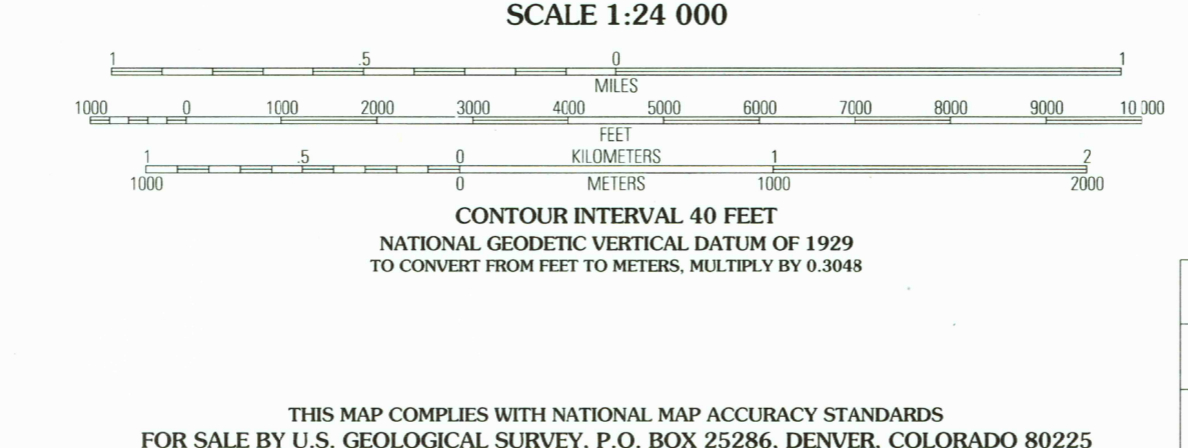 SCALE 1:24 000
1 .5 0 1
MILES
1000 0 1000 2000 3000 4000 5000 6000 7000 8000 9000 10 000
FEET
1 .5 0 KILOMETERS 1 2
1000 0 METERS 1000 2000
CONTOUR INTERVAL 40 FEET
NATIONAL GEODETIC VERTICAL DATUM OF 1929
TO CONVERT FROM FEET TO METERS, MULTIPLY BY 0.3048
THIS MAP COMPLIES WITH NATIONAL MAP ACCURACY STANDARDS
FOR SALE BY U.S. GEOLOGICAL SURVEY, P.O. BOX 25286, DENVER, COLORADO 80225